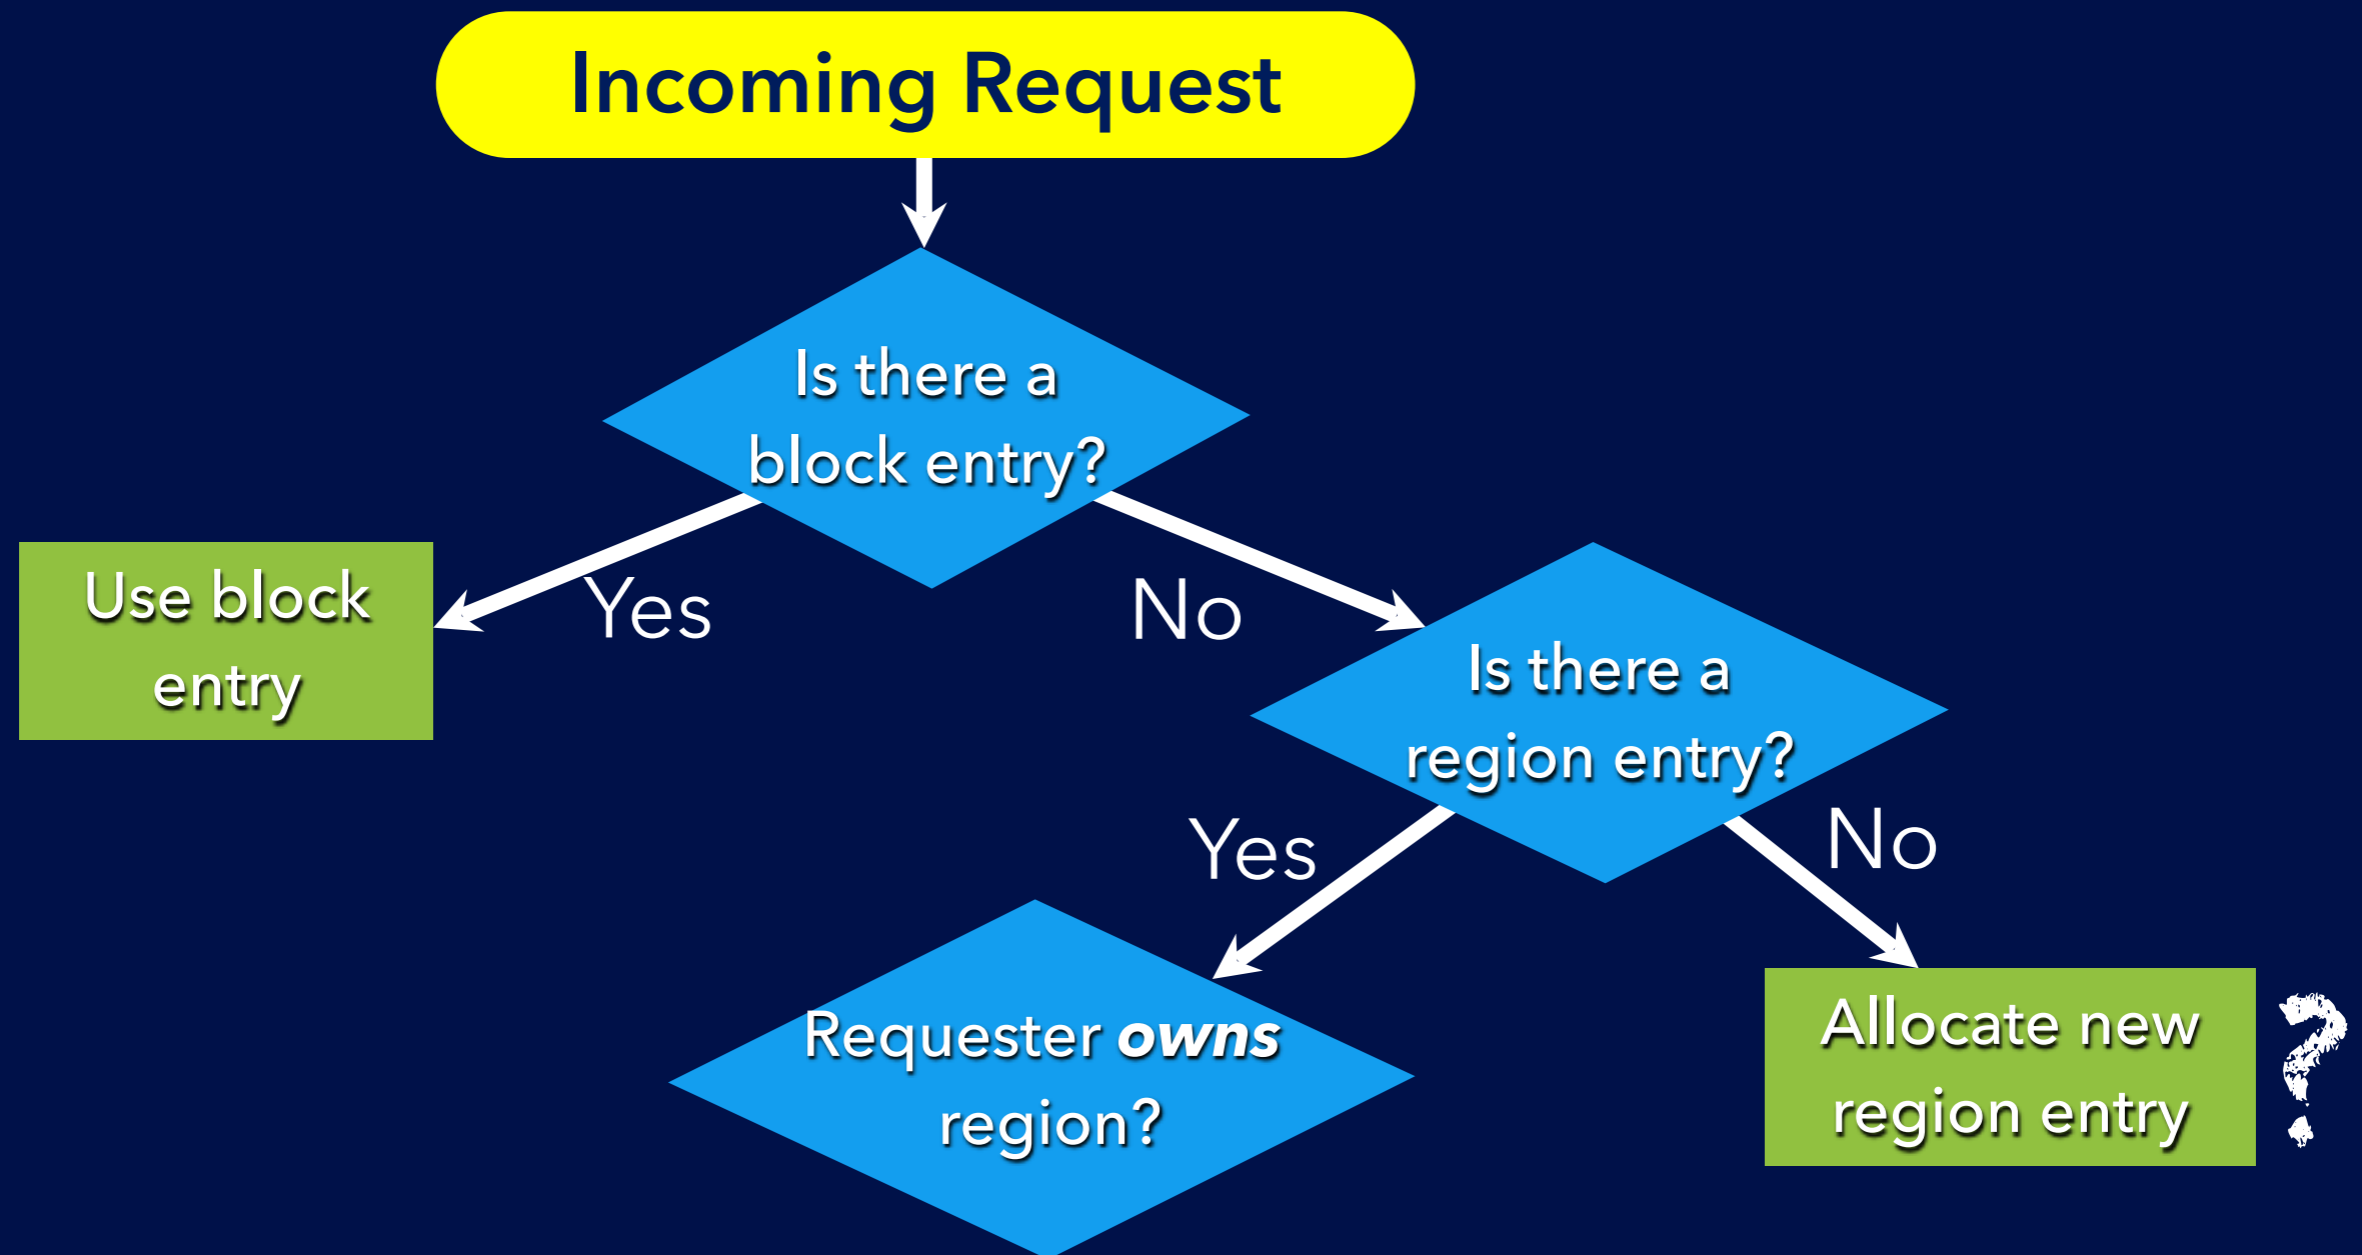 Incoming Request
Is there a
block entry?
Yes
No
Use block
entry
Is there a
region entry?
Yes
No
Requester owns
region?
Allocate new
region entry
?